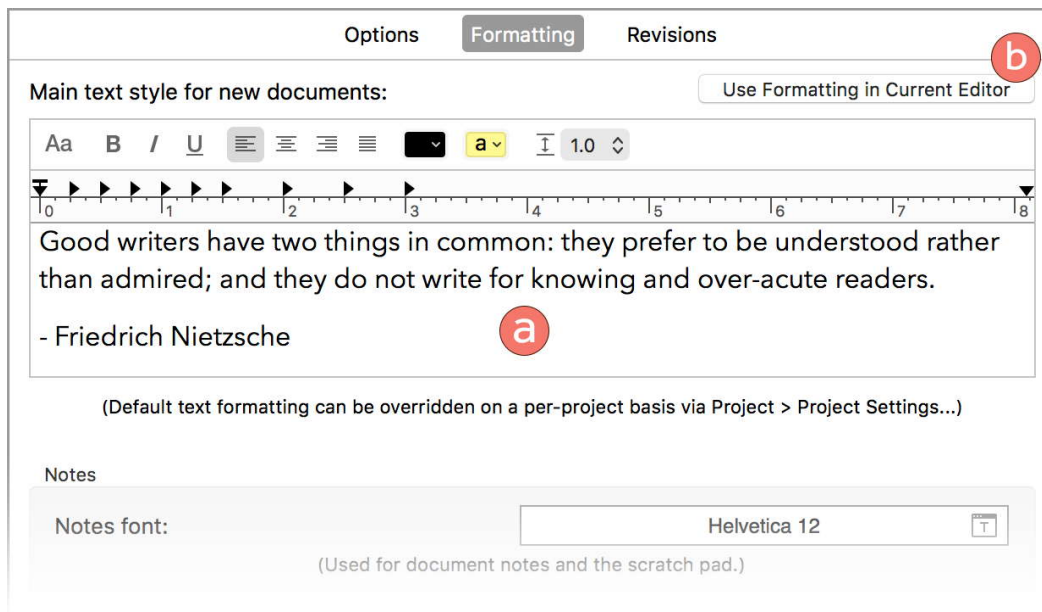 Options Formatting Revisions
b
Main text style for new documents: Use Formatting in Current Editor
Aa B I U a 1.0
0 1 2 3 4 5 6 7 8
Good writers have two things in common: they prefer to be understood rather
than admired; and they do not write for knowing and over-acute readers.
- Friedrich Nietzsche
a
(Default text formatting can be overridden on a per-project basis via Project > Project Settings...)
Notes
Notes font: Helvetica 12 T
(Used for document notes and the scratch pad.)